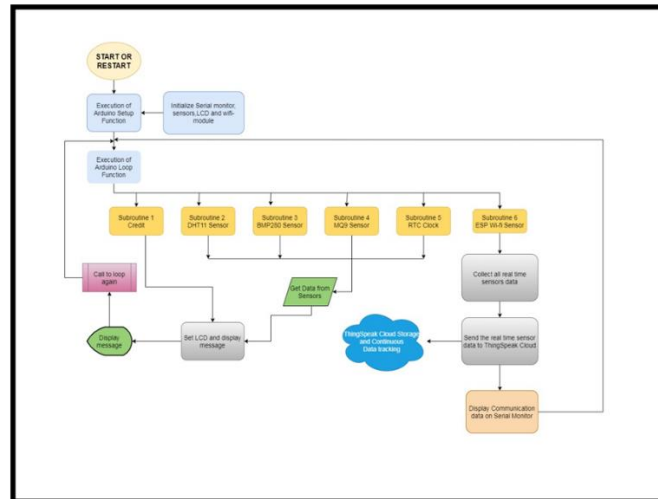 START OR
RESTART
Execution of
Arduino Setup
Function
Initialize Serial monitor,
sensors,LCD and wifi-
module
Execution of
Arduino Loop
Function
Subroutine 1
Credit
Subroutine 2
DHT11 Sensor
Subroutine 3
BMP280 Sensor
Subroutine 4
MQ9 Sensor
Subroutine 5
RTC Clock
Subroutine 6
ESP Wi-fi Sensor
Call to loop
again
Get Data from
Sensors
Collect all real time
sensors data
Display
message
Set LCD and display
message
ThingSpeak Cloud Storage
and Continuous
Data tracking
Send the real time sensor
data to ThingSpeak Cloud
Display Communication
data on Serial Monitor